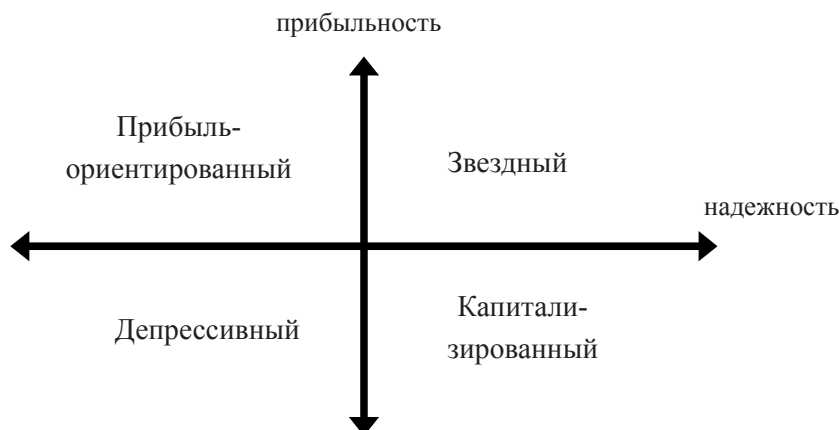 прибыльность
Прибыль-
ориентированный
Звездный
надежность
Депрессивный
Капитали-
зированный